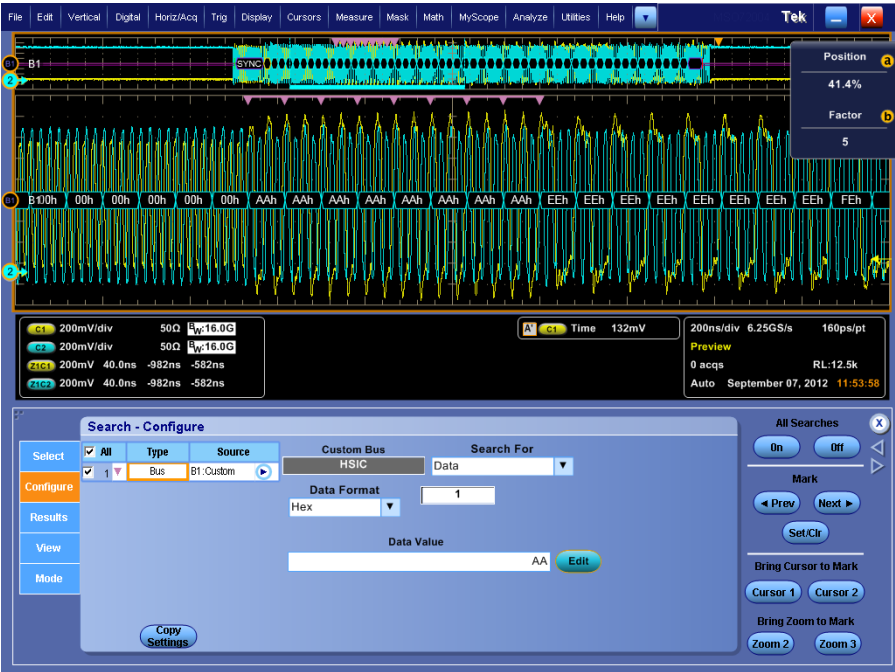 File Edit Vertical Digital Horiz/Acq Trig Display Cursors Measure Mask Math MyScope Analyze Utilities Help Tek X
B1 B1 SYNC
2
Position a
41.4%
Factor b
5
B1 B1 00h 00h 00h 00h 00h 00h AAh AAh AAh AAh AAh AAh AAh AAh EEh EEh EEh EEh EEh EEh EEh EEh FEh
2
C1 200mV/div 50Ω BW:16.0G
C2 200mV/div 50Ω BW:16.0G
Z1C1 200mV 40.0ns -982ns -582ns
Z1C2 200mV 40.0ns -982ns -582ns
A' C1 Time 132mV
200ns/div 6.25GS/s 160ps/pt
Preview
0 acqs RL:12.5k
Auto September 07, 2012 11:53:58
Search - Configure
Select
Configure
Results
View
Mode
All Type Source
1 Bus B1:Custom
Custom Bus Search For
HSIC Data
Data Format 1
Hex
Data Value
AA Edit
Copy
Settings
All Searches X
On Off
Mark
Prev Next
Set/Clr
Bring Cursor to Mark
Cursor 1 Cursor 2
Bring Zoom to Mark
Zoom 2 Zoom 3